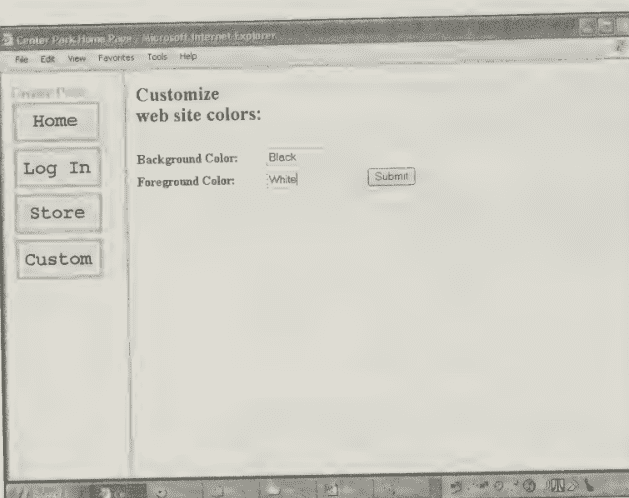 Center Park Home Page - Microsoft Internet Explorer
File Edit View Favorites Tools Help
Home
Log In
Store
Custom
Customize
web site colors:
Background Color: Black
Foreground Color: White Submit